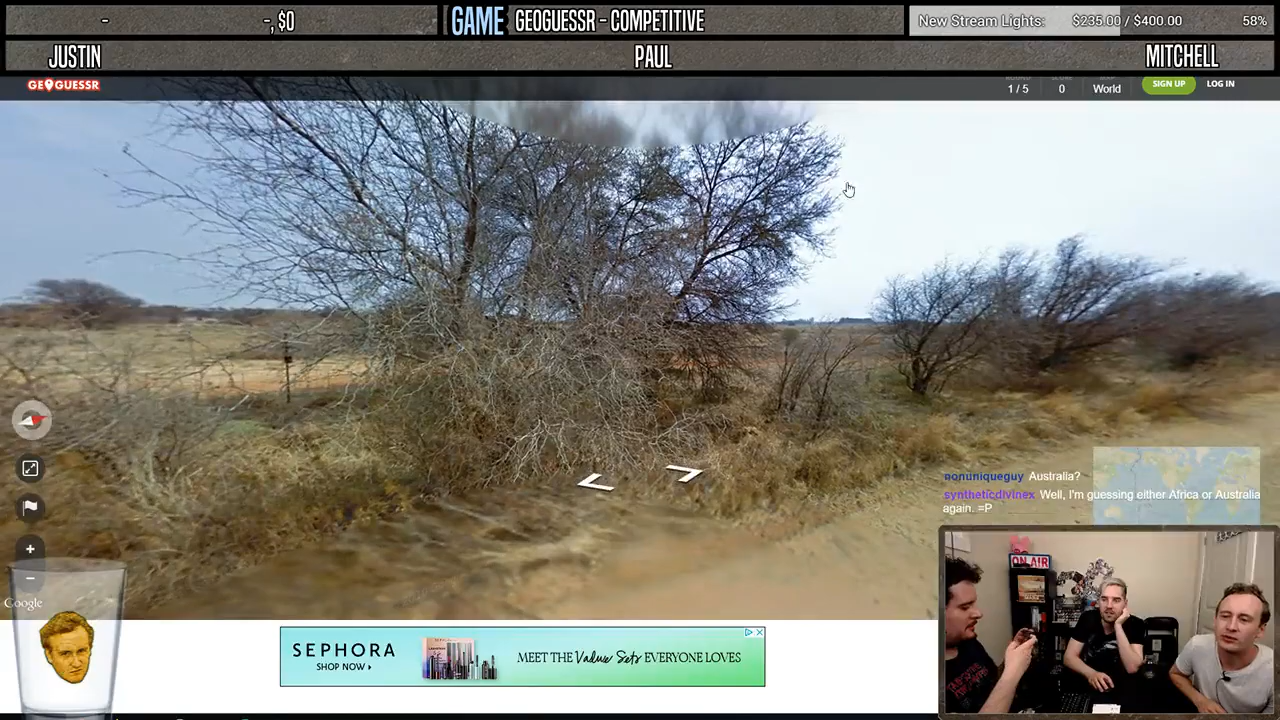 -
-, $0
GAME GEOGUESSR - COMPETITIVE
New Stream Lights: $235.00 / $400.00 58%
JUSTIN
PAUL
MITCHELL
GEOGUESSR
1 / 5
0
World
SIGN UP
LOG IN
nonuniqueguy Australia?
syntheticdivinex Well, I'm guessing either Africa or Australia
again. =P
ON AIR
Google
SEPHORA
SHOP NOW
MEET THE Value Sets EVERYONE LOVES